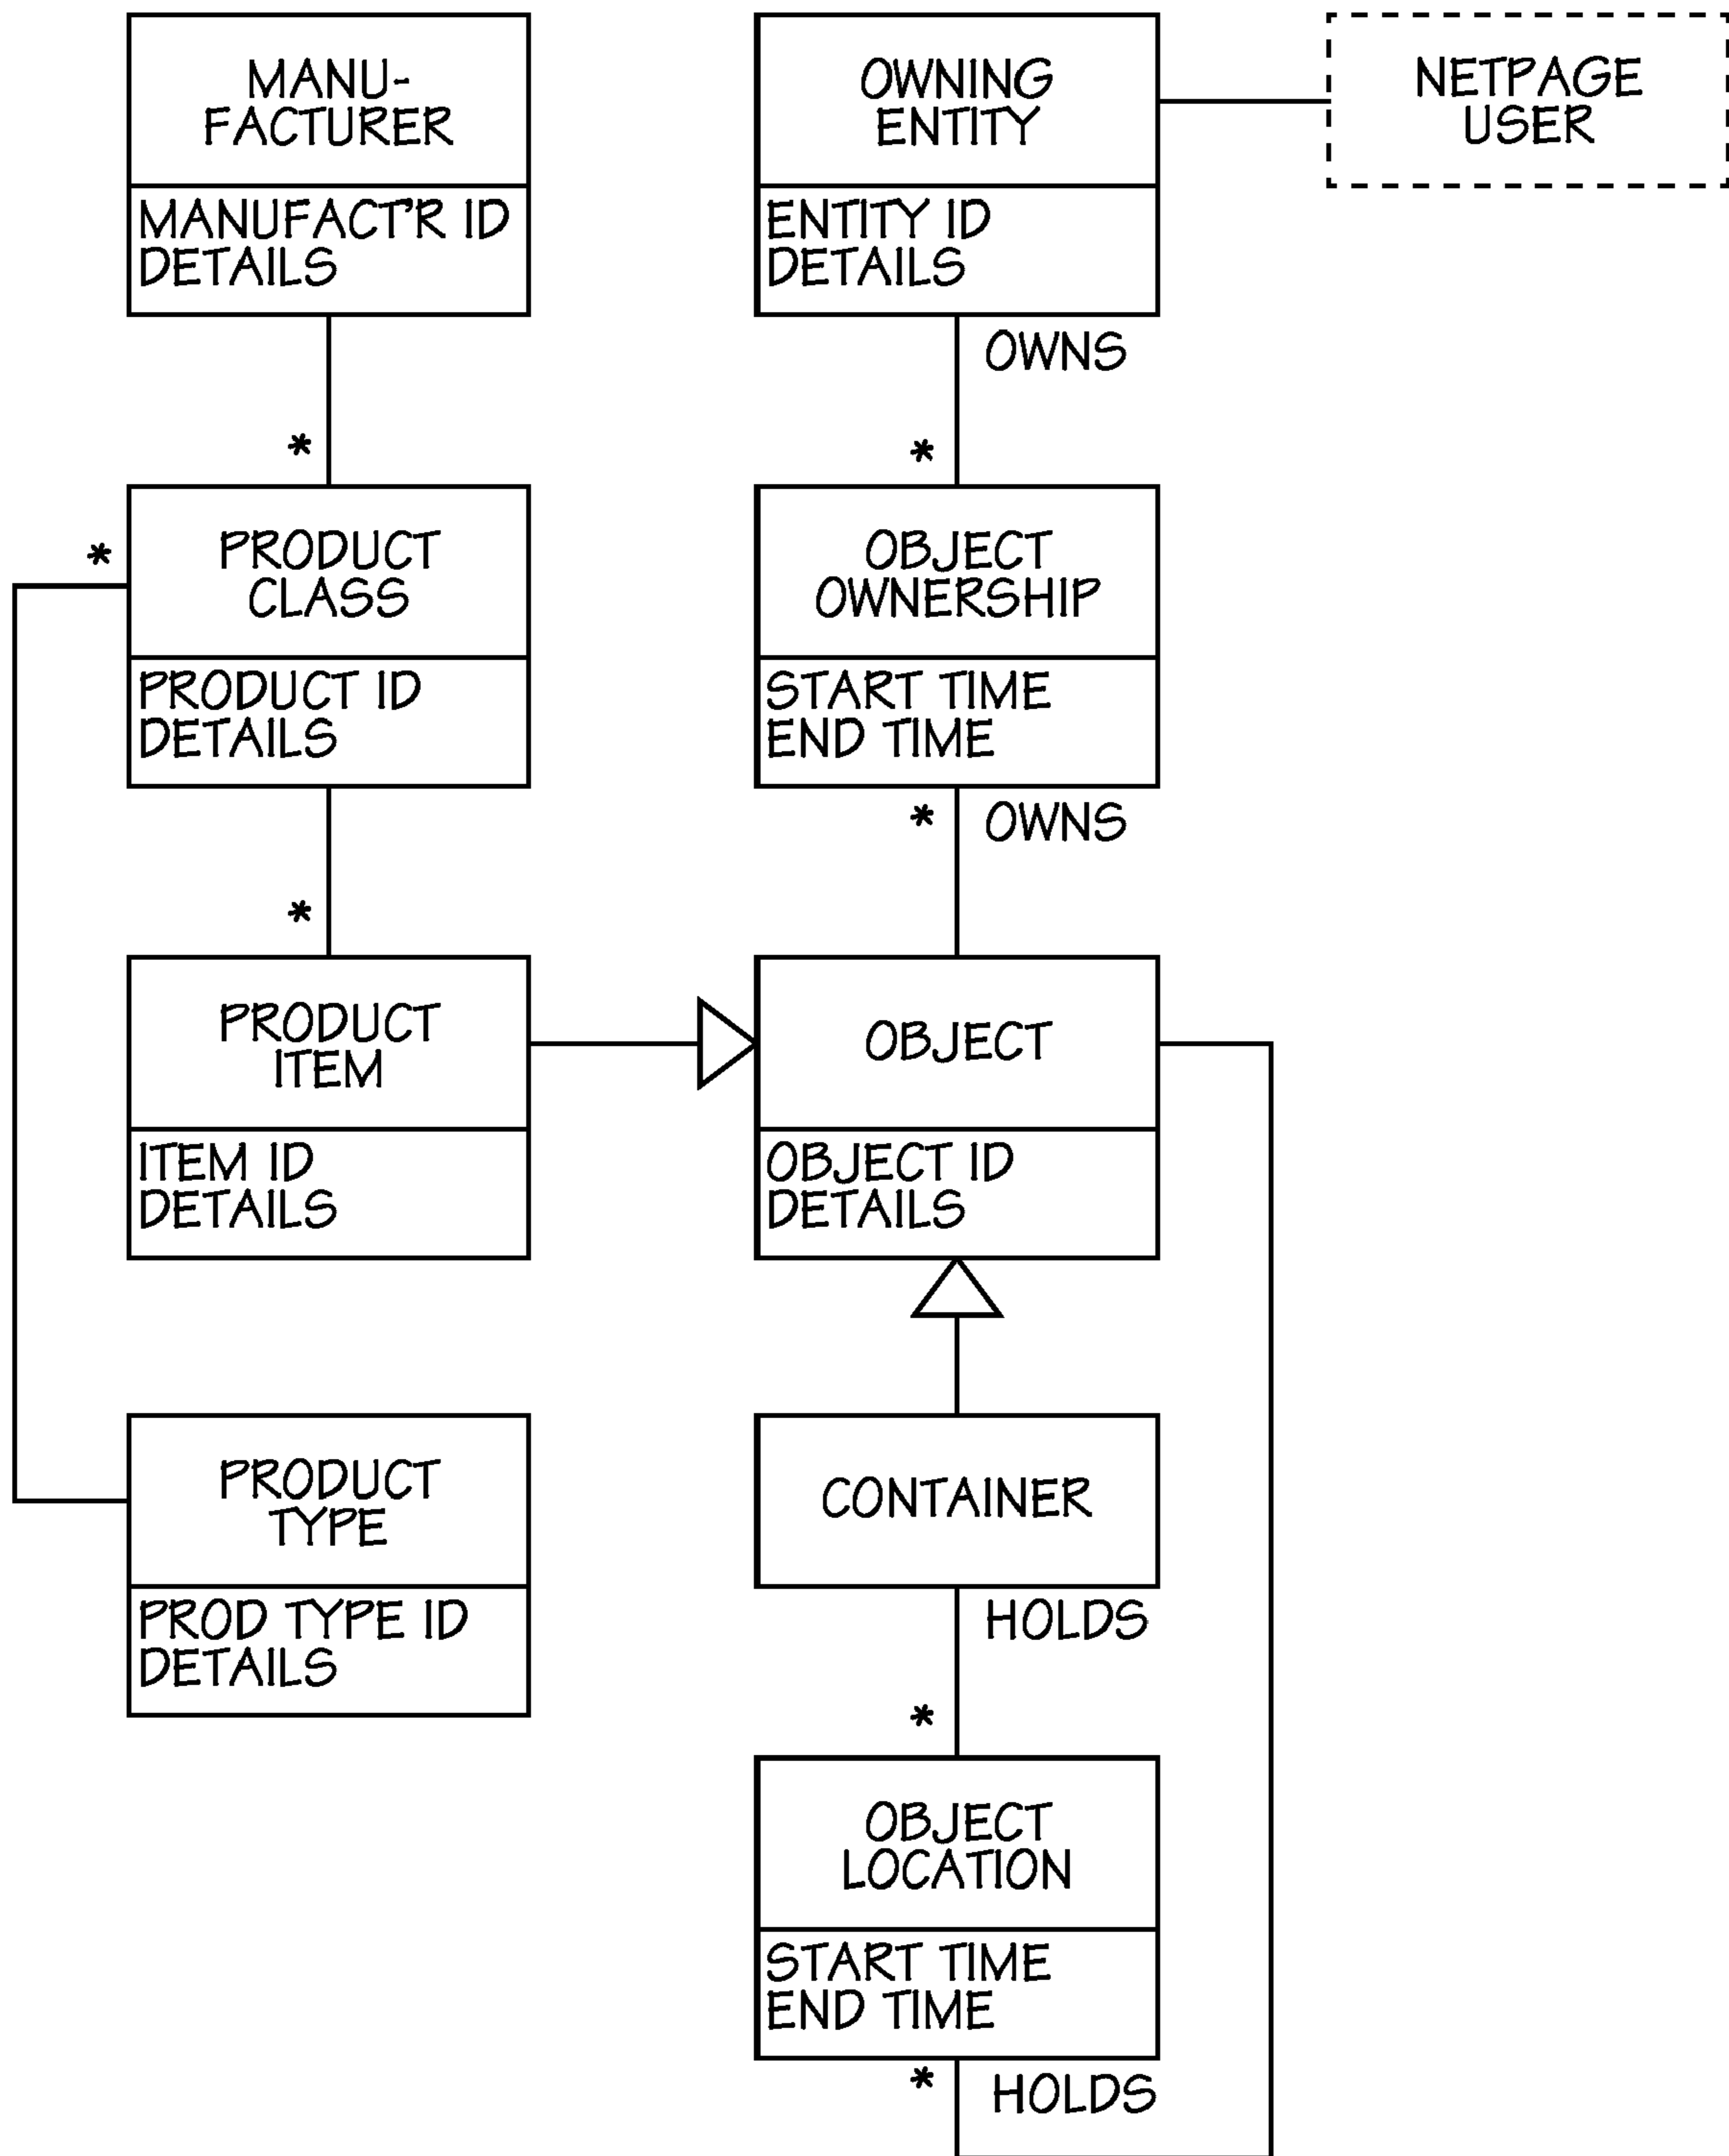 MANU-
FACTURER
MANUFACT'R ID
DETAILS
OWNING
ENTITY
ENTITY ID
DETAILS
NETPAGE
USER
OWNS
*
*
*
PRODUCT
CLASS
PRODUCT ID
DETAILS
OBJECT
OWNERSHIP
START TIME
END TIME
* OWNS
*
PRODUCT
ITEM
ITEM ID
DETAILS
OBJECT
OBJECT ID
DETAILS
PRODUCT
TYPE
PROD TYPE ID
DETAILS
CONTAINER
HOLDS
*
OBJECT
LOCATION
START TIME
END TIME
* HOLDS